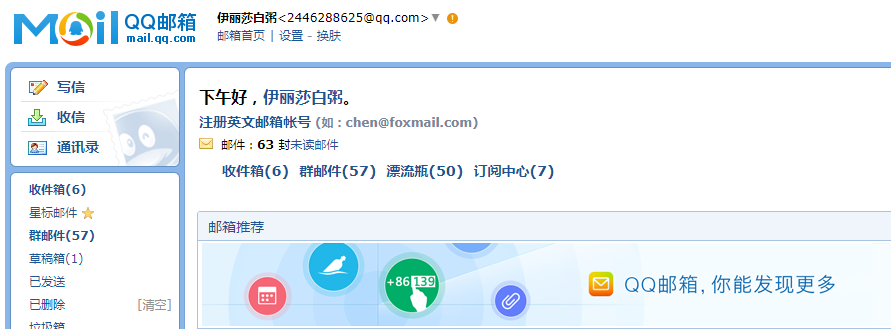 Mail QQ邮箱 mail.qq.com
伊丽莎白粥<2446288625@qq.com>
邮箱首页 | 设置 - 换肤
写信
收信
通讯录
收件箱(6)
星标邮件
群邮件(57)
草稿箱(1)
已发送
已删除 [清空]
垃圾箱
下午好，伊丽莎白粥。
注册英文邮箱帐号 (如：chen@foxmail.com)
邮件：63 封未读邮件
收件箱(6) 群邮件(57) 漂流瓶(50) 订阅中心(7)
邮箱推荐
+86 139
QQ邮箱, 你能发现更多